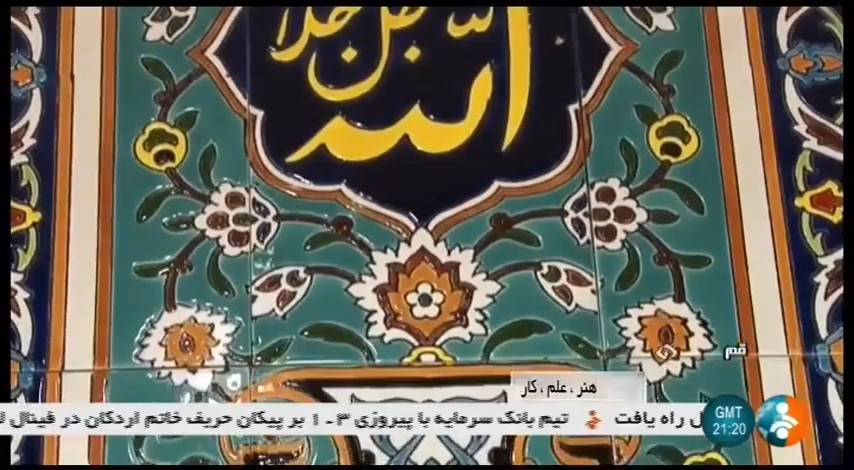 الله جل جلاله
قم
هنر ، علم ، کار
ل راه یافت تیم بانک سرمایه با پیروزی ۳ ـ ۱ بر پیکان حریف خاتم اردکان در فینال
GMT
21:20